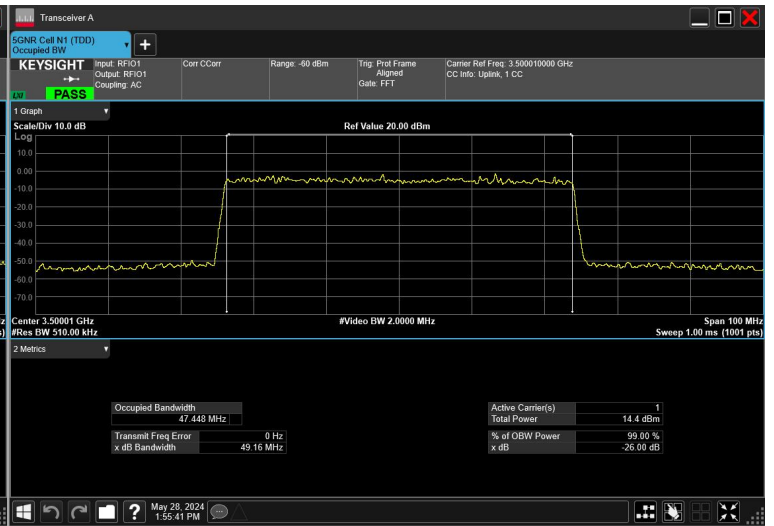 Transceiver A
5GNR Cell N1 (TDD)
Occupied BW
KEYSIGHT
LXI
PASS
Input: RFIO1
Output: RFIO1
Coupling: AC
Corr CCorr
Range: -60 dBm
Trig: Prot Frame
Aligned
Gate: FFT
Carrier Ref Freq: 3.500010000 GHz
CC Info: Uplink, 1 CC
1 Graph
Scale/Div 10.0 dB
Ref Value 20.00 dBm
Log
10.0
0.00
-10.0
-20.0
-30.0
-40.0
-50.0
-60.0
-70.0
Center 3.50001 GHz
#Video BW 2.0000 MHz
Span 100 MHz
#Res BW 510.00 kHz
Sweep 1.00 ms (1001 pts)
2 Metrics
Occupied Bandwidth
47.448 MHz
Active Carrier(s) 1
Total Power 14.4 dBm
Transmit Freq Error 0 Hz
x dB Bandwidth 49.16 MHz
% of OBW Power 99.00 %
x dB -26.00 dB
?
May 28, 2024
1:55:41 PM